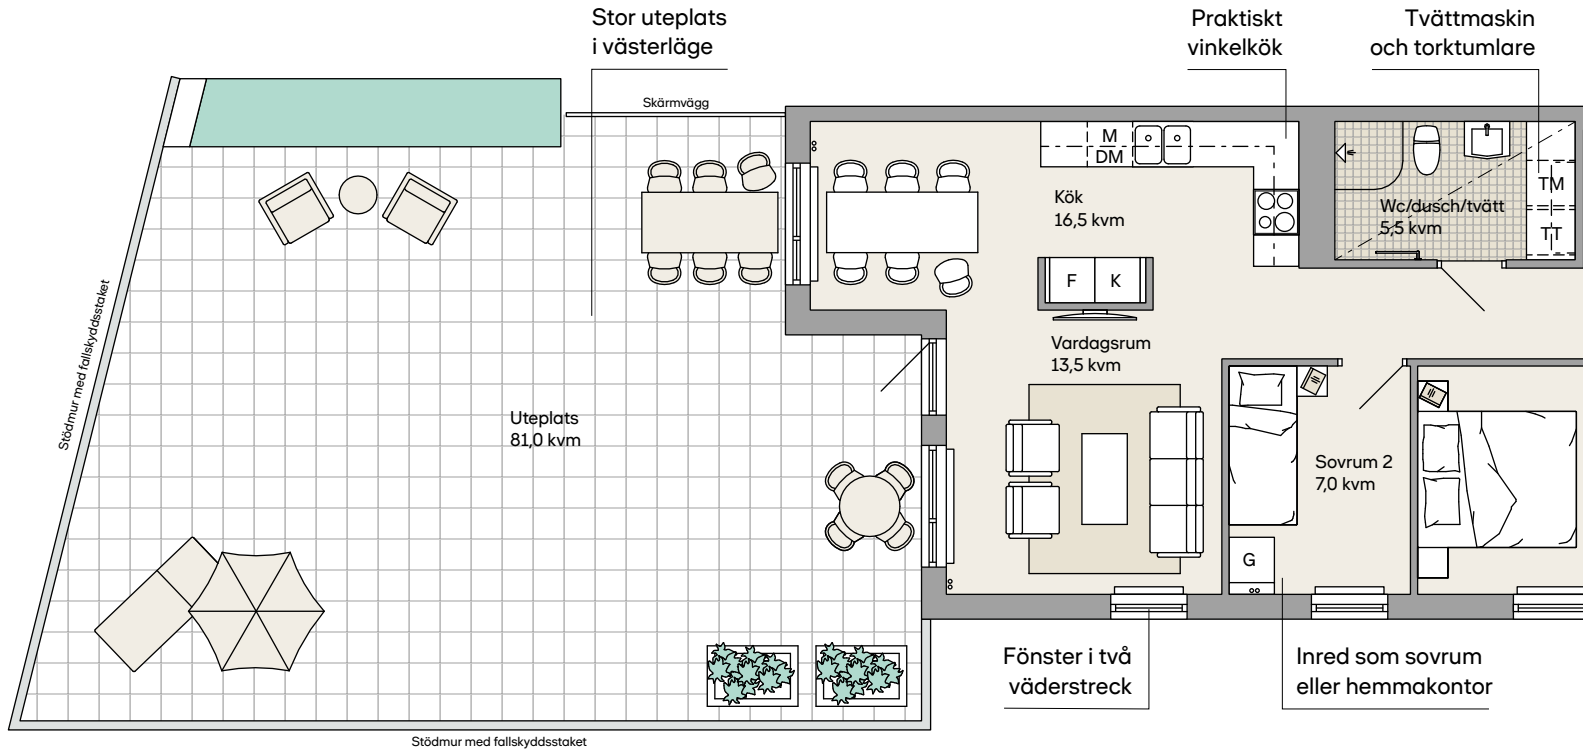 Stor uteplats
i västerläge
Praktiskt
vinkelkök
Tvättmaskin
och torktumlare
Skärmvägg
M
DM
Kök
16,5 kvm
TM
Wc/dusch/tvätt
5,5 kvm
TT
F K
Vardagsrum
13,5 kvm
Stödmur med fallskyddsstaket
Uteplats
81,0 kvm
Sovrum 2
7,0 kvm
G
Fönster i två
väderstreck
Inred som sovrum
eller hemmakontor
Stödmur med fallskyddsstaket